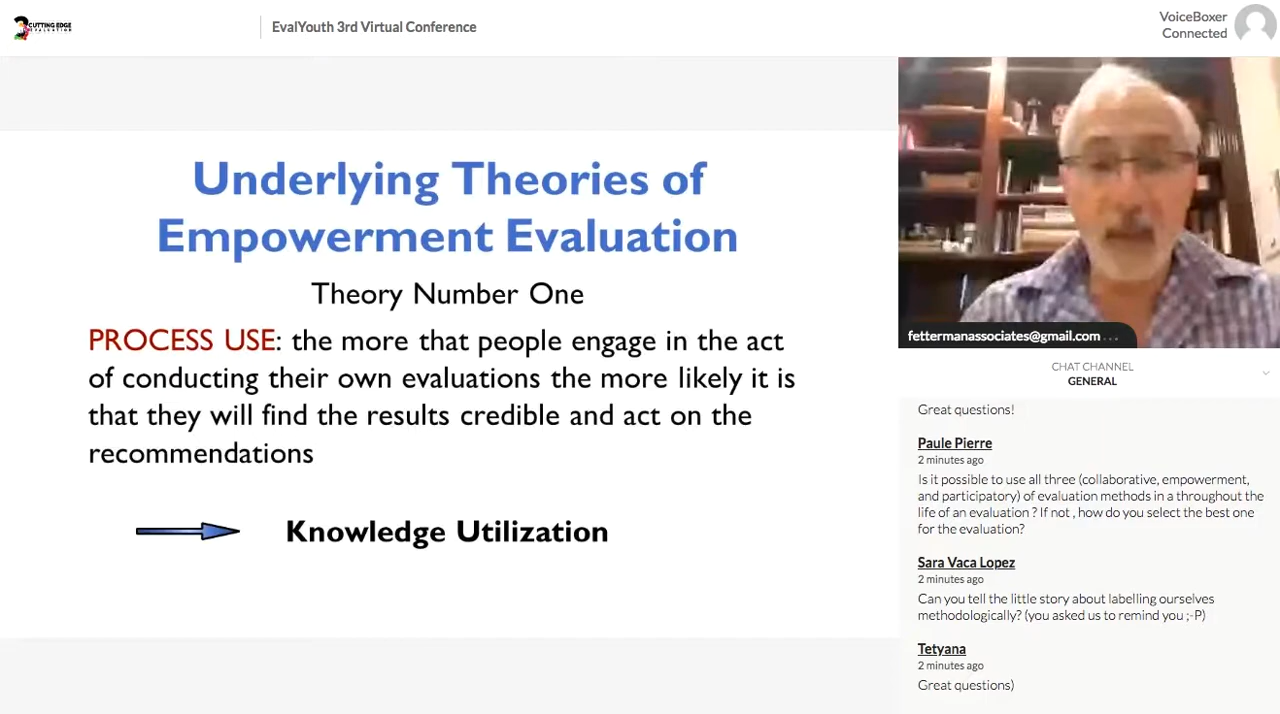 CUTTING EDGE
EvalYouth 3rd Virtual Conference
VoiceBoxer
Connected
Underlying Theories of
Empowerment Evaluation
Theory Number One
PROCESS USE: the more that people engage in the act
of conducting their own evaluations the more likely it is
that they will find the results credible and act on the
recommendations
Knowledge Utilization
fettermanassociates@gmail.com ...
CHAT CHANNEL
GENERAL
Great questions!
Paule Pierre
2 minutes ago
Is it possible to use all three (collaborative, empowerment,
and participatory) of evaluation methods in a throughout the
life of an evaluation ? If not , how do you select the best one
for the evaluation?
Sara Vaca Lopez
2 minutes ago
Can you tell the little story about labelling ourselves
methodologically? (you asked us to remind you ;-P)
Tetyana
2 minutes ago
Great questions)